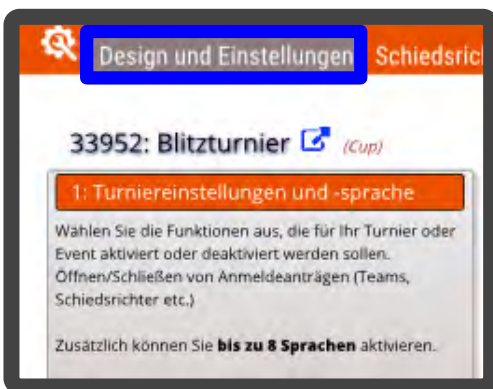 Design und Einstellungen Schiedsric
33952: Blitzturnier (Cup)
1: Turniereinstellungen und -sprache
Wählen Sie die Funktionen aus, die für Ihr Turnier oder
Event aktiviert oder deaktiviert werden sollen.
Öffnen/Schließen von Anmeldeanträgen (Teams,
Schiedsrichter etc.)
Zusätzlich können Sie bis zu 8 Sprachen aktivieren.